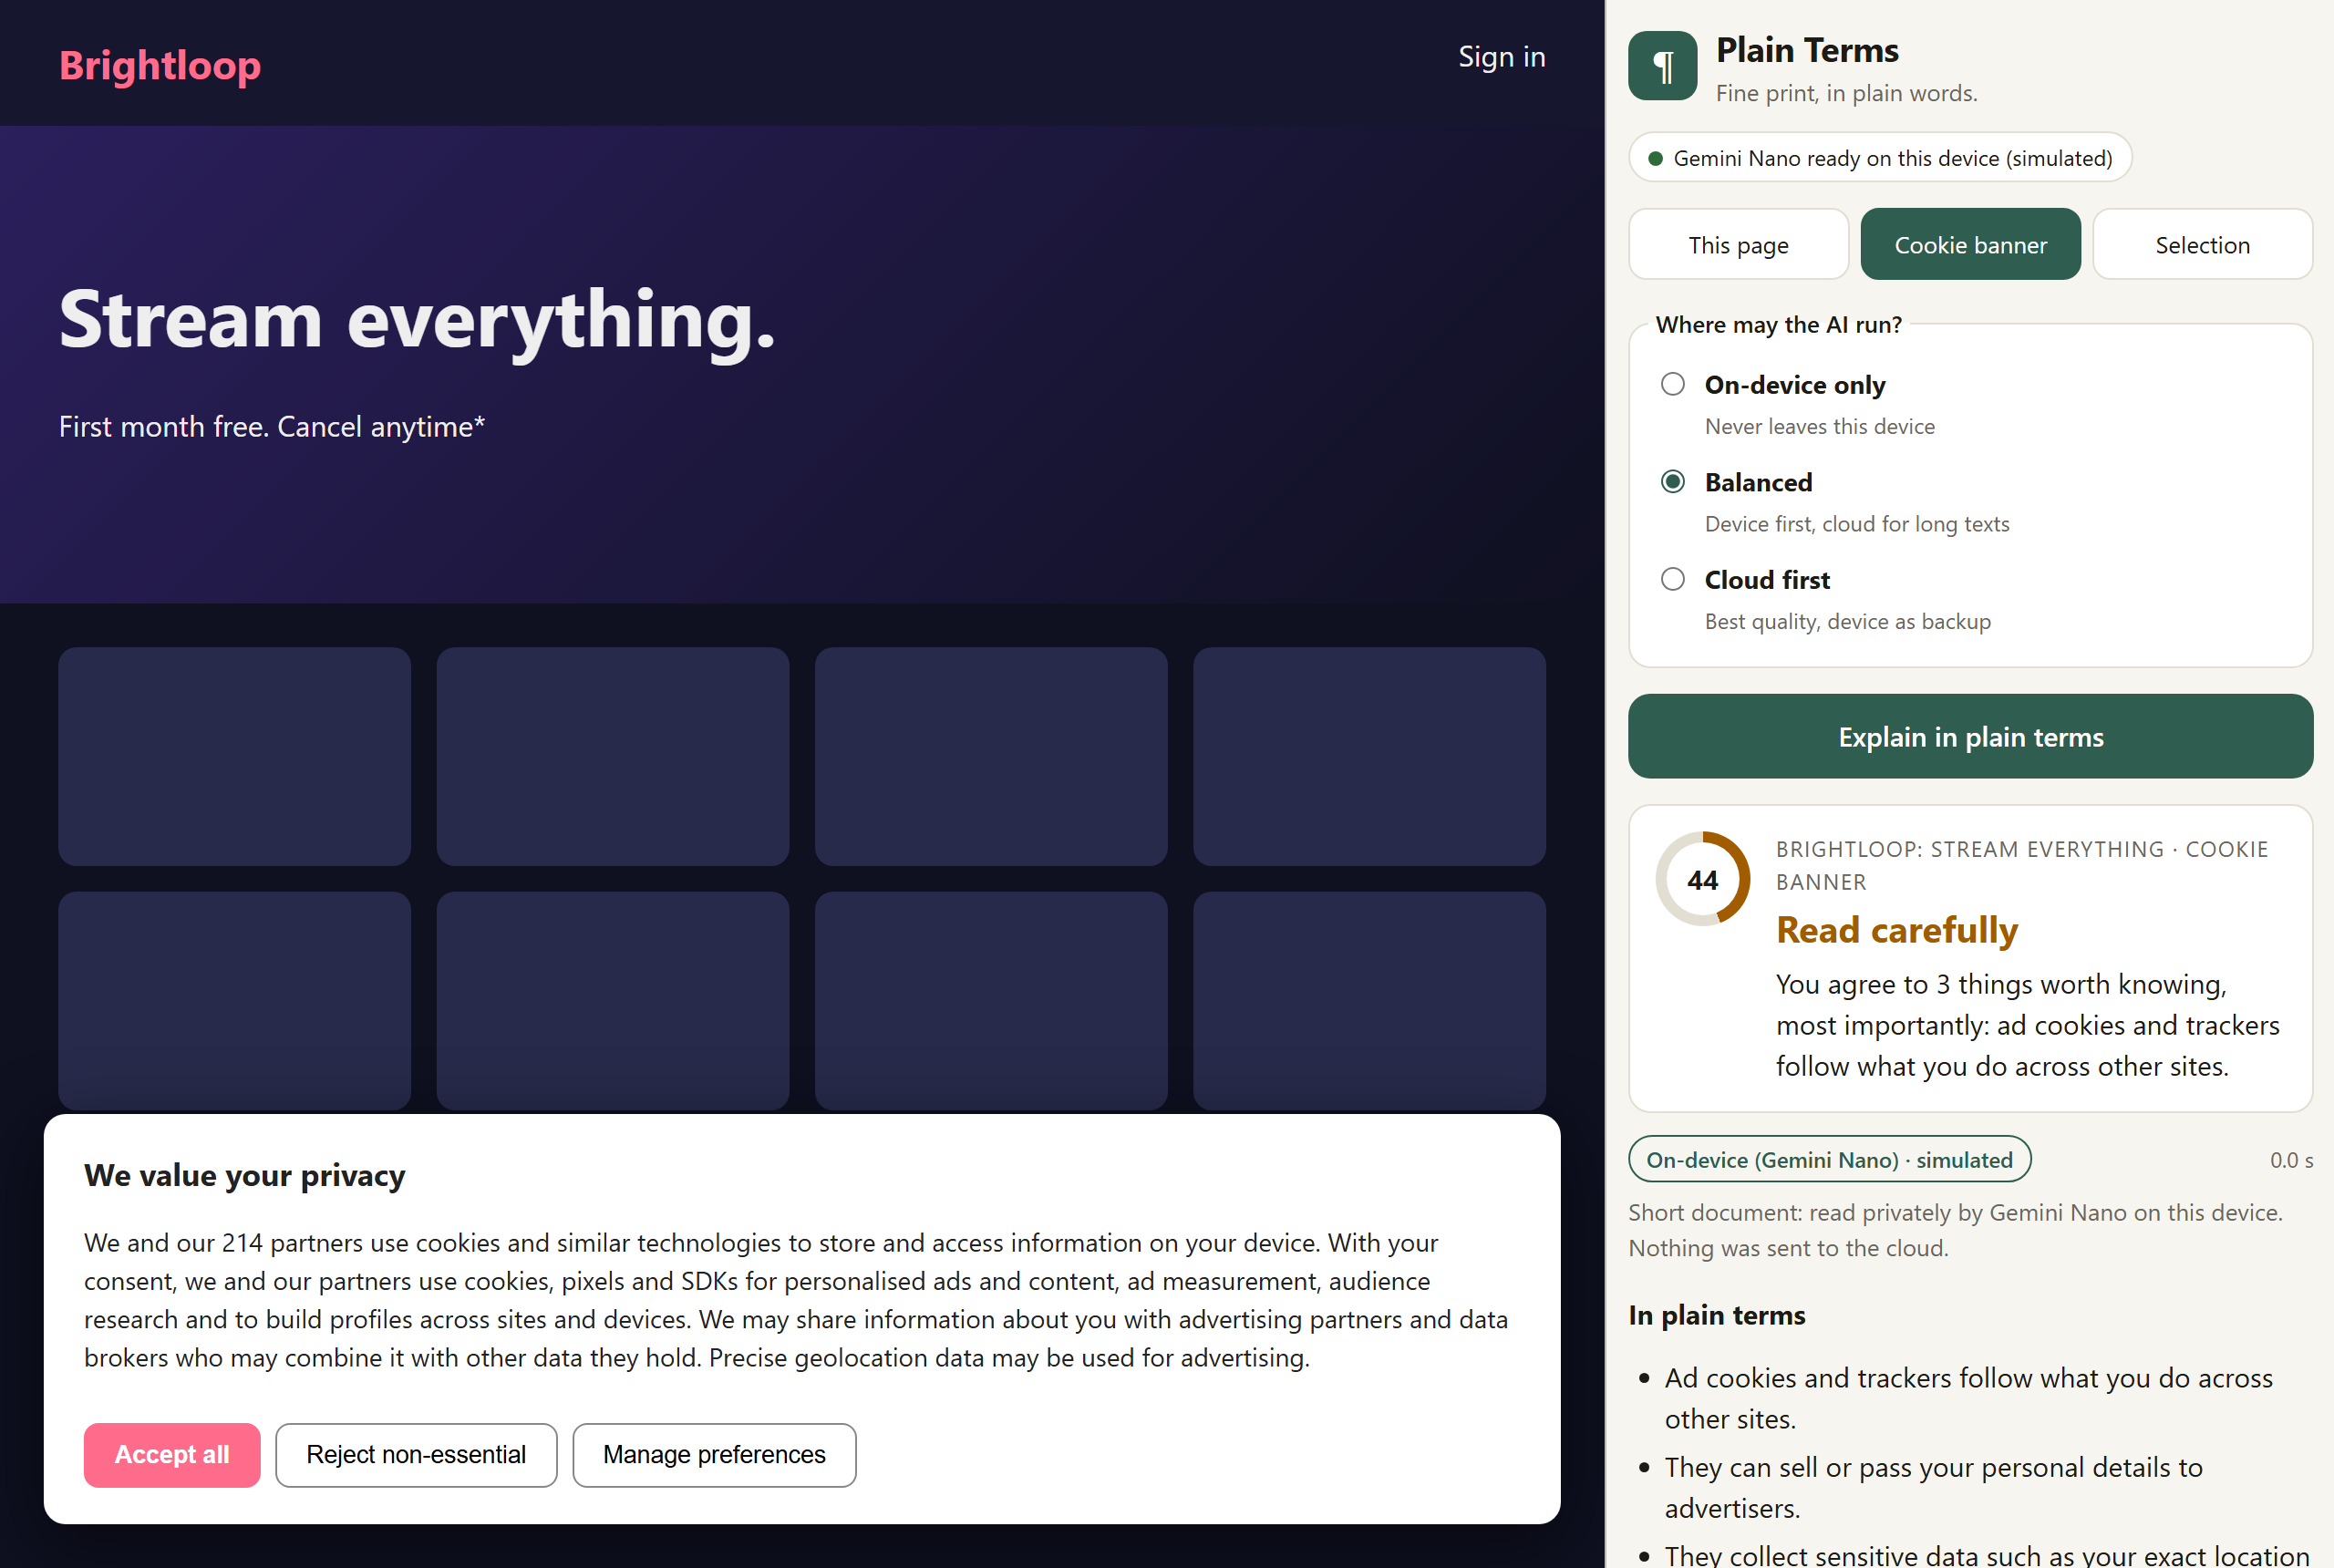 Brightloop
Sign in
Stream everything.
First month free. Cancel anytime*
We value your privacy
We and our 214 partners use cookies and similar technologies to store and access information on your device. With your
consent, we and our partners use cookies, pixels and SDKs for personalised ads and content, ad measurement, audience
research and to build profiles across sites and devices. We may share information about you with advertising partners and data
brokers who may combine it with other data they hold. Precise geolocation data may be used for advertising.
Accept all
Reject non-essential
Manage preferences
¶
Plain Terms
Fine print, in plain words.
Gemini Nano ready on this device (simulated)
This page
Cookie banner
Selection
Where may the AI run?
On-device only
Never leaves this device
Balanced
Device first, cloud for long texts
Cloud first
Best quality, device as backup
Explain in plain terms
44
BRIGHTLOOP: STREAM EVERYTHING · COOKIE
BANNER
Read carefully
You agree to 3 things worth knowing,
most importantly: ad cookies and trackers
follow what you do across other sites.
On-device (Gemini Nano) · simulated
0.0 s
Short document: read privately by Gemini Nano on this device.
Nothing was sent to the cloud.
In plain terms
• Ad cookies and trackers follow what you do across
other sites.
• They can sell or pass your personal details to
advertisers.
• They collect sensitive data such as your exact location